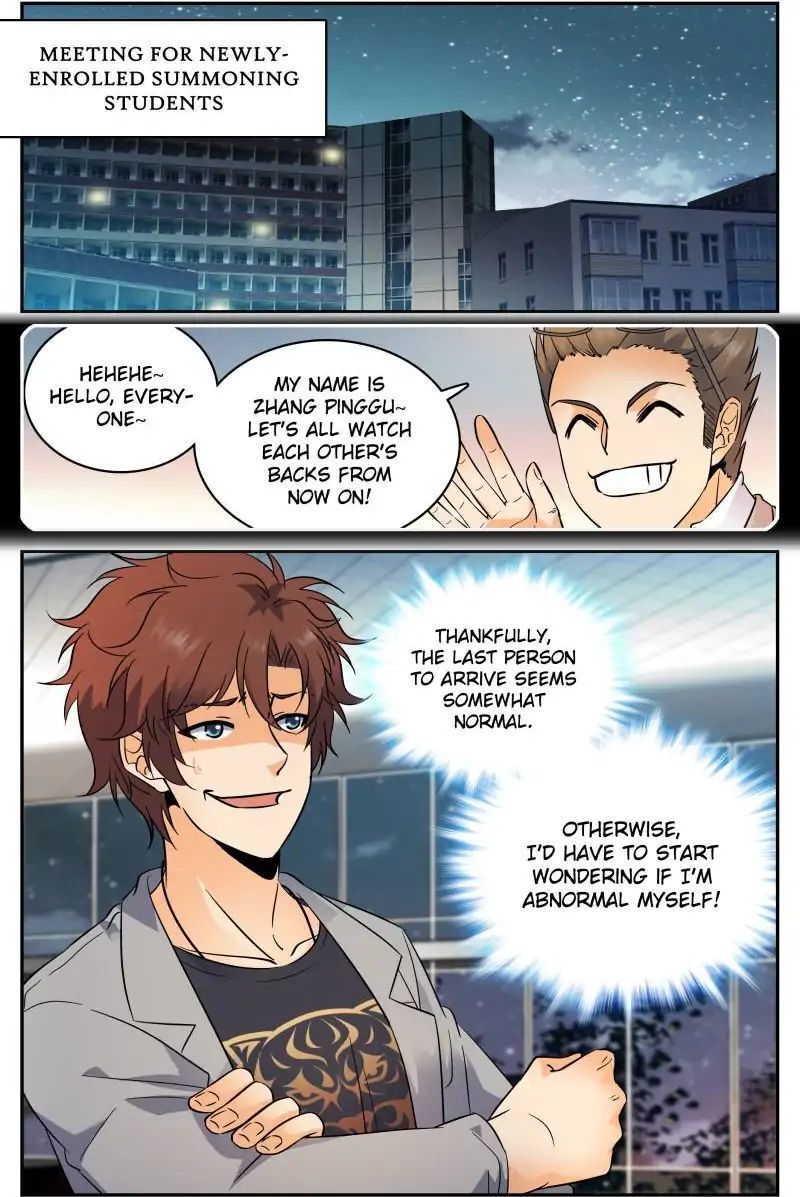 MEETING FOR NEWLY-
ENROLLED SUMMONING
STUDENTS
HEHEHE~
HELLO, EVERY-
ONE~
MY NAME IS
ZHANG PINGGU~
LET'S ALL WATCH
EACH OTHER'S
BACKS FROM
NOW ON!
THANKFULLY,
THE LAST PERSON
TO ARRIVE SEEMS
SOMEWHAT
NORMAL.
OTHERWISE,
I'D HAVE TO START
WONDERING IF I'M
ABNORMAL MYSELF!